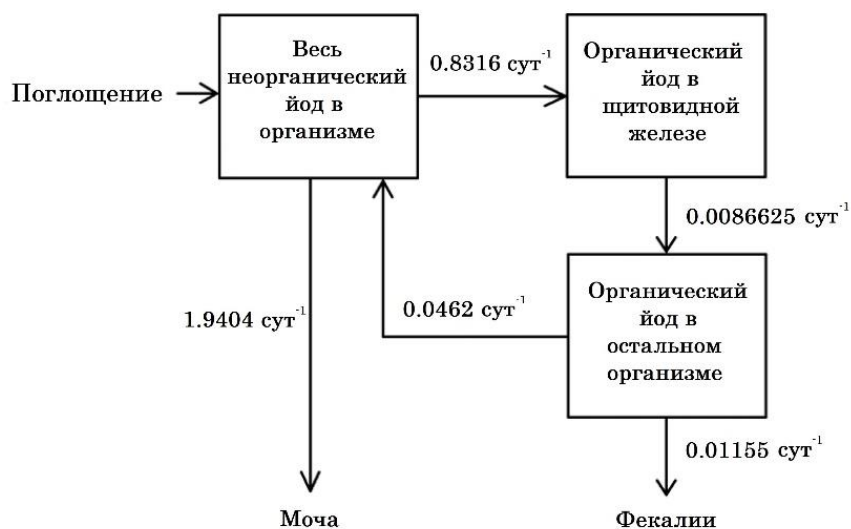 Поглощение
Весь
неорганический
йод в
организме
0.8316 сут⁻¹
Органический
йод в
щитовидной
железе
0.0086625 сут⁻¹
Органический
йод в
остальном
организме
0.0462 сут⁻¹
1.9404 сут⁻¹
0.01155 сут⁻¹
Моча
Фекалии